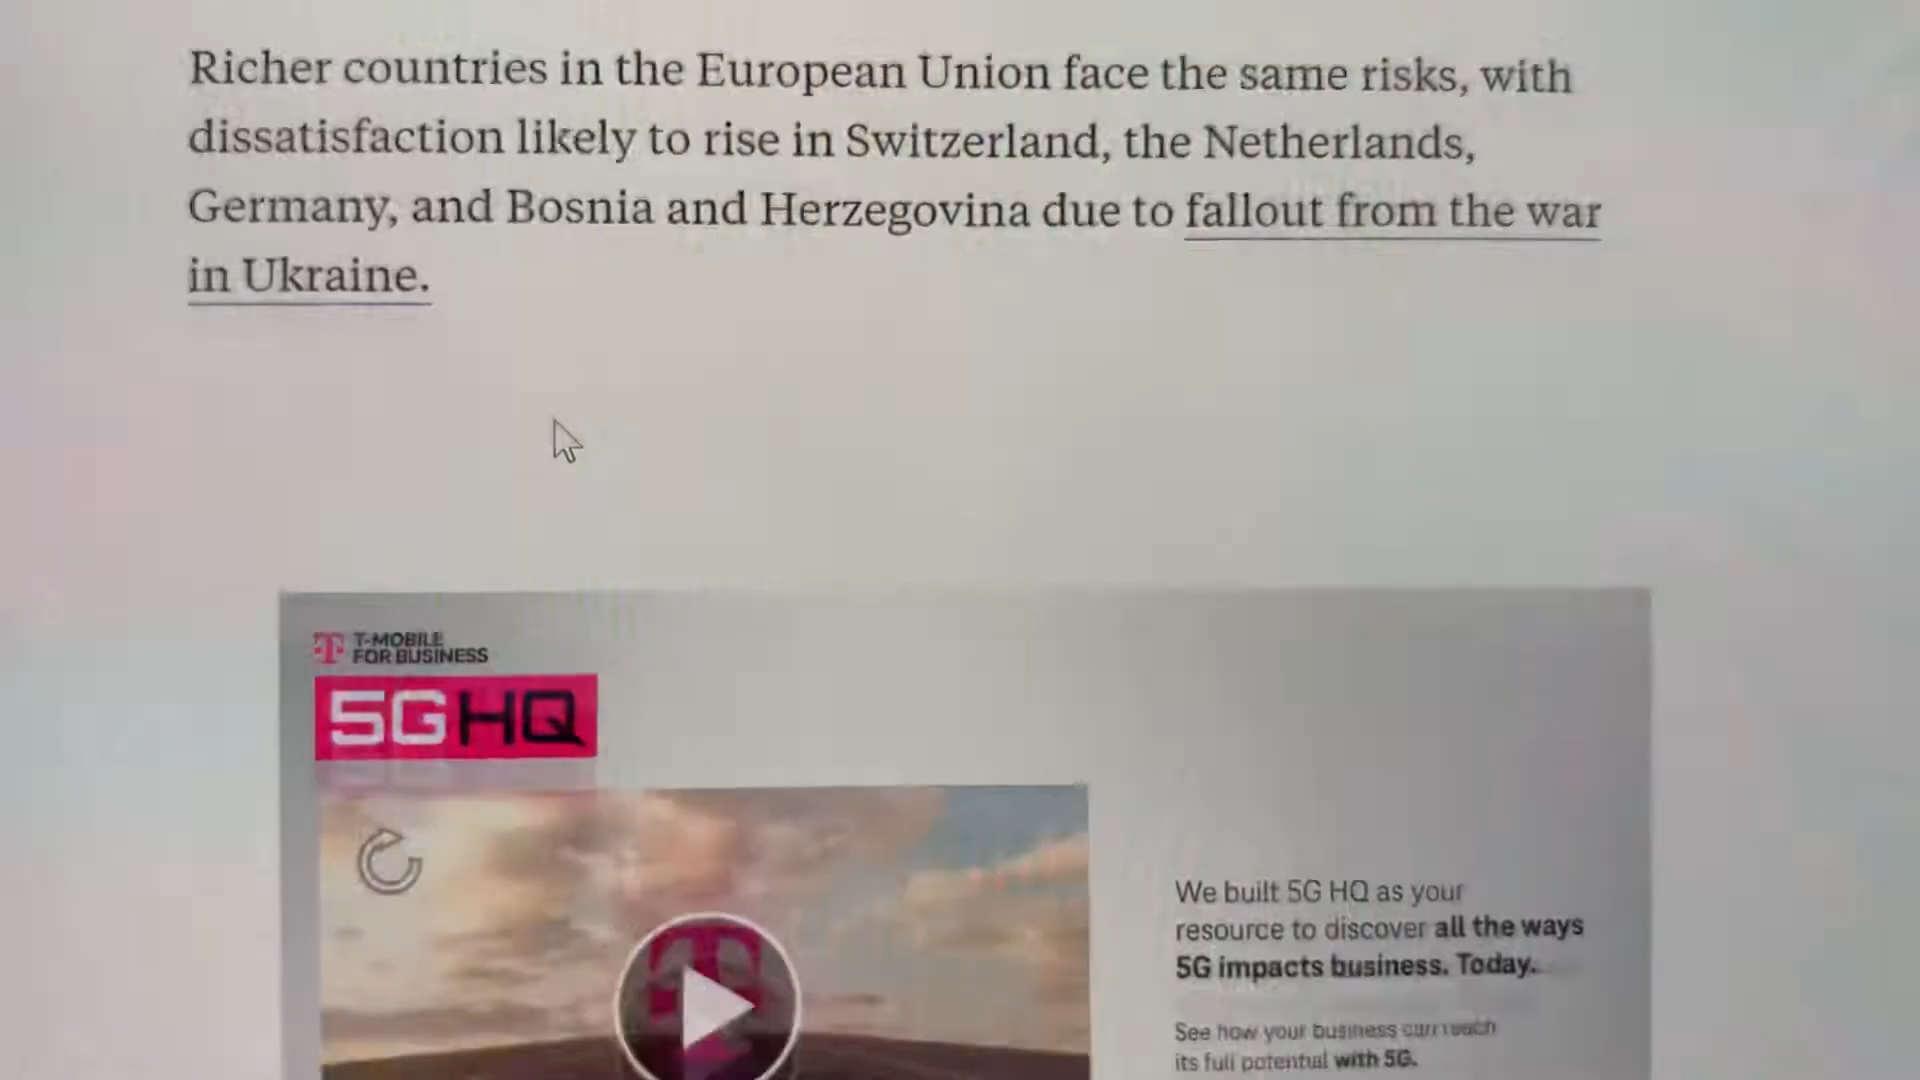 Richer countries in the European Union face the same risks, with
dissatisfaction likely to rise in Switzerland, the Netherlands,
Germany, and Bosnia and Herzegovina due to fallout from the war
in Ukraine.
T T-MOBILE
FOR BUSINESS
5G HQ
T
We built 5G HQ as your
resource to discover all the ways
5G impacts business. Today.
See how your business can reach
its full potential with 5G.